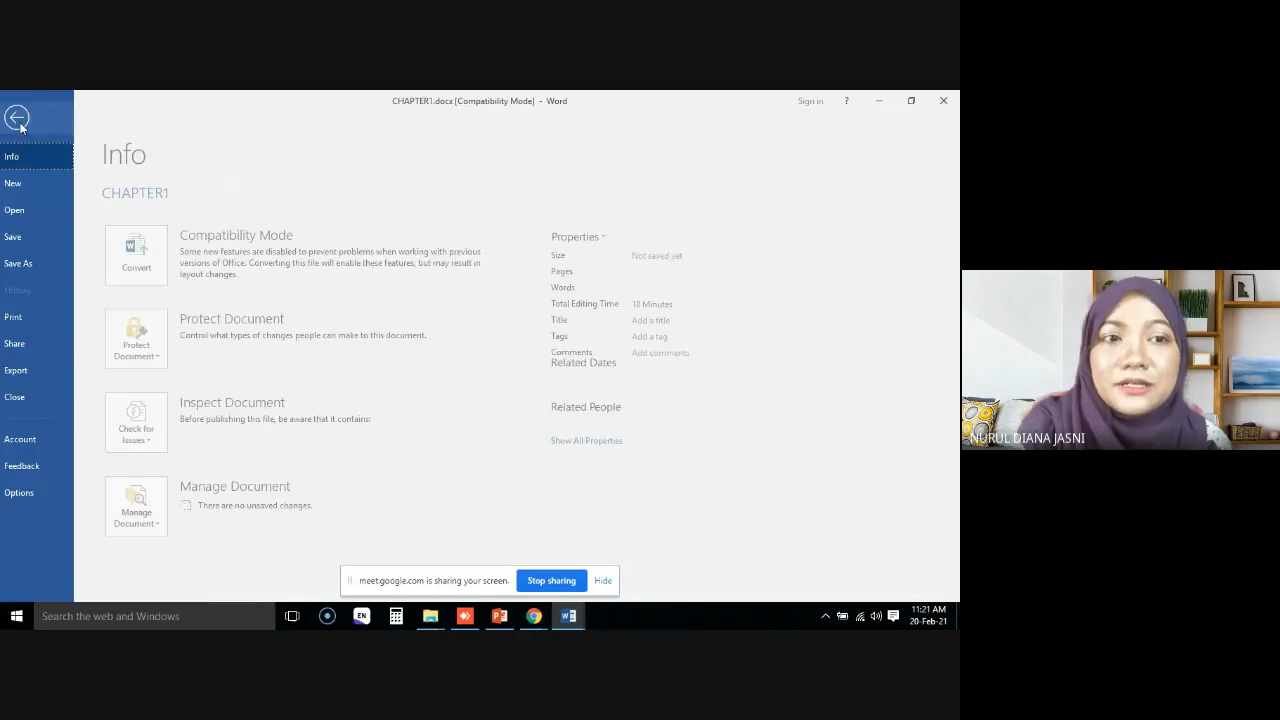 CHAPTER1.docx [Compatibility Mode] - Word
Sign in
?
Info
New
Open
Save
Save As
History
Print
Share
Export
Close
Account
Feedback
Options
Info
CHAPTER1
Convert
Compatibility Mode
Some new features are disabled to prevent problems when working with previous
versions of Office. Converting this file will enable these features, but may result in
layout changes.
Protect
Document
Protect Document
Control what types of changes people can make to this document.
Check for
Issues
Inspect Document
Before publishing this file, be aware that it contains:
Manage
Document
Manage Document
There are no unsaved changes.
Properties
Size Not saved yet
Pages
Words
Total Editing Time 18 Minutes
Title Add a title
Tags Add a tag
Comments Add comments
Related Dates
Related People
Show All Properties
meet.google.com is sharing your screen.
Stop sharing
Hide
Search the web and Windows
EN
11:21 AM
20-Feb-21
NURUL DIANA JASNI